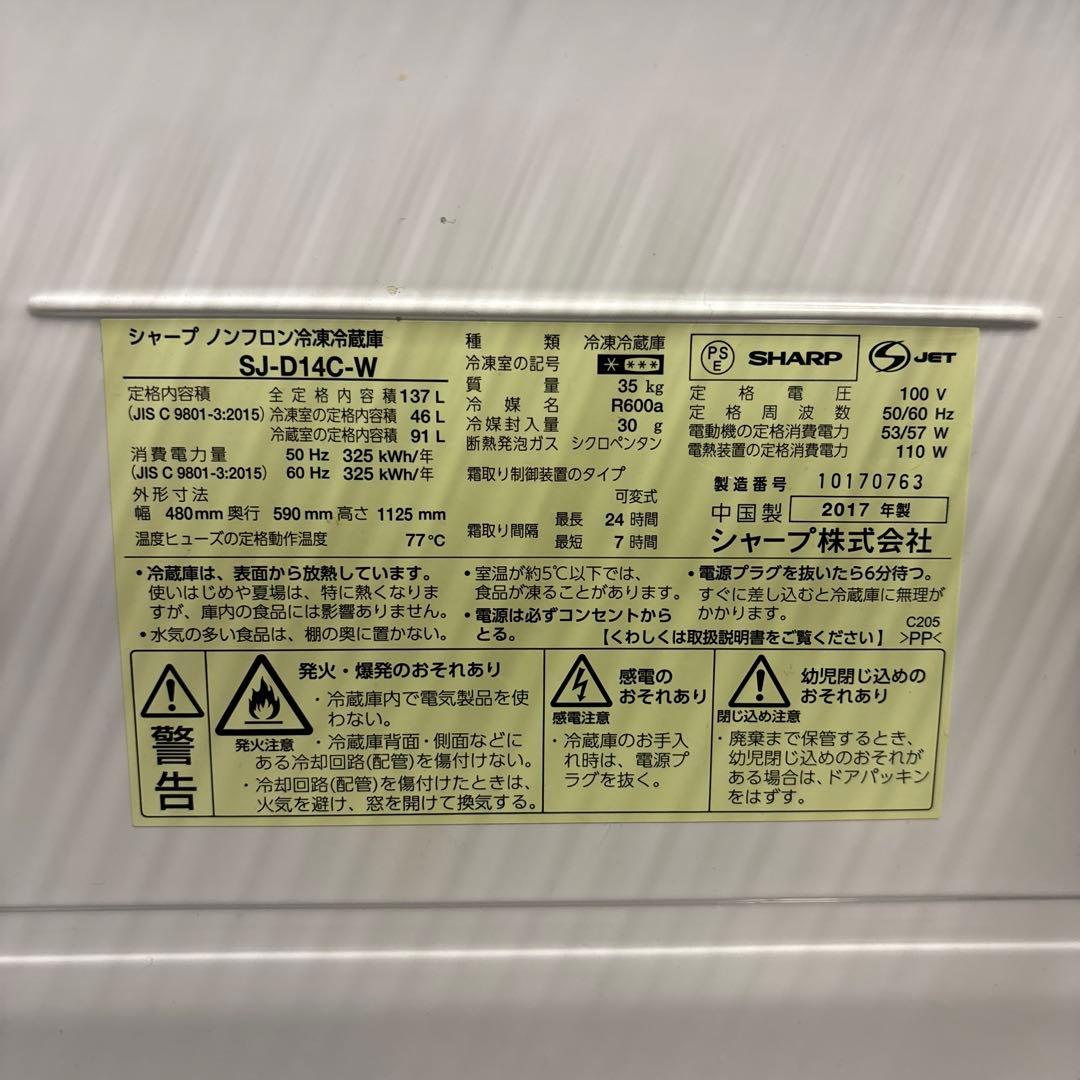 シャープ ノンフロン冷凍冷蔵庫
SJ-D14C-W
定格内容積 全定格内容積 137 L
(JIS C 9801-3:2015) 冷凍室の定格内容積 46 L
冷蔵室の定格内容積 91 L
消費電力量 50 Hz 325 kWh/年
(JIS C 9801-3:2015) 60 Hz 325 kWh/年
外形寸法
幅 480mm 奥行 590mm 高さ 1125 mm
温度ヒューズの定格動作温度 77℃
種類 冷凍冷蔵庫
冷凍室の記号 * ***
質量 35 kg
冷媒名 R600a
冷媒封入量 30 g
断熱発泡ガス シクロペンタン
霜取り制御装置のタイプ
可変式
霜取り間隔 最長 24 時間
最短 7 時間
PSE SHARP S JET
定格電圧 100 V
定格周波数 50/60 Hz
電動機の定格消費電力 53/57 W
電熱装置の定格消費電力 110 W
製造番号 10170763
中国製 2017 年製
シャープ株式会社
・冷蔵庫は、表面から放熱しています。
使いはじめや夏場は、特に熱くなりま
すが、庫内の食品には影響ありません。
・水気の多い食品は、棚の奥に置かない。
・室温が約5℃以下では、
食品が凍ることがあります。
・電源は必ずコンセントから
とる。
・電源プラグを抜いたら6分待つ。
すぐに差し込むと冷蔵庫に無理が
かかります。
C205
【くわしくは取扱説明書をご覧ください】 >PP<
警告
発火・爆発のおそれあり
発火注意
・冷蔵庫内で電気製品を使
わない。
・冷蔵庫背面・側面などに
ある冷却回路(配管)を傷付けない。
・冷却回路(配管)を傷付けたときは、
火気を避け、窓を開けて換気する。
感電の
おそれあり
感電注意
・冷蔵庫のお手入
れ時は、電源プ
ラグを抜く。
幼児閉じ込めの
おそれあり
閉じ込め注意
・廃棄まで保管するとき、
幼児閉じ込めのおそれが
ある場合は、ドアパッキン
をはずす。